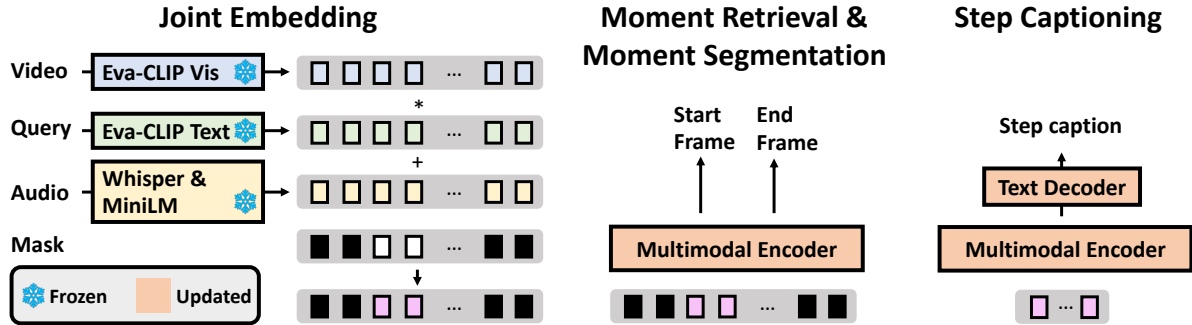 Joint Embedding
Video
Eva-CLIP Vis
...
*
Query
Eva-CLIP Text
...
+
Audio
Whisper &
MiniLM
...
Mask
...
Frozen
Updated
...
Moment Retrieval &
Moment Segmentation
Start
Frame
End
Frame
Multimodal Encoder
...
Step Captioning
Step caption
Text Decoder
Multimodal Encoder
...